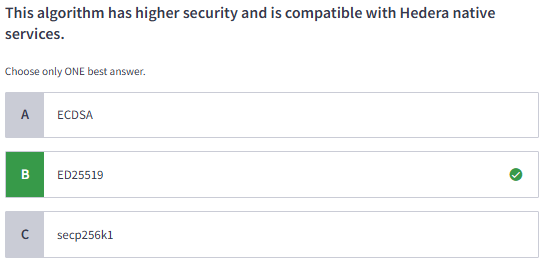 This algorithm has higher security and is compatible with Hedera native
services.
Choose only ONE best answer.
A ECDSA
B ED25519
C secp256k1